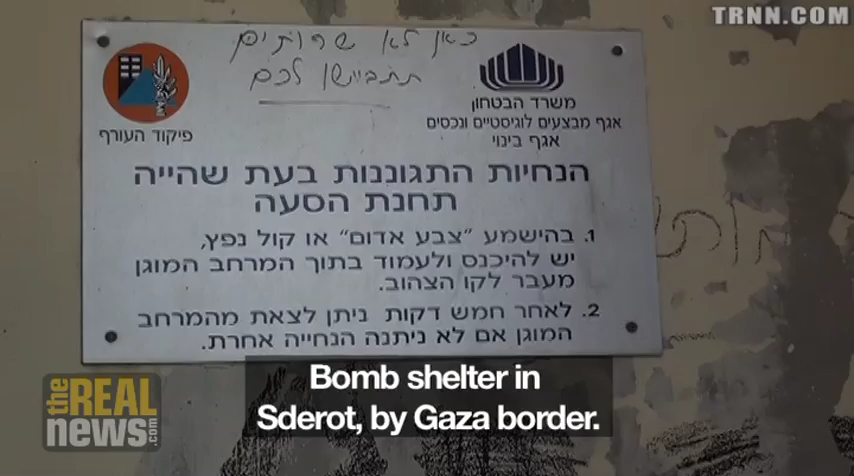 TRNN.COM
כאן לא שרותים
תתביישו לכם
פיקוד העורף
משרד הבטחון
אגף מבצעים לוגיסטיים ונכסים
אגף בינוי
הנחיות התגוננות בעת שהייה
תחנת הסעה
1. בהישמע "צבע אדום" או קול נפץ,
יש להיכנס ולעמוד בתוך המרחב המוגן
מעבר לקו הצהוב.
2. לאחר חמש דקות ניתן לצאת מהמרחב
המוגן אם לא ניתנה הנחייה אחרת.
Bomb shelter in
Sderot, by Gaza border.
the REAL
news.com